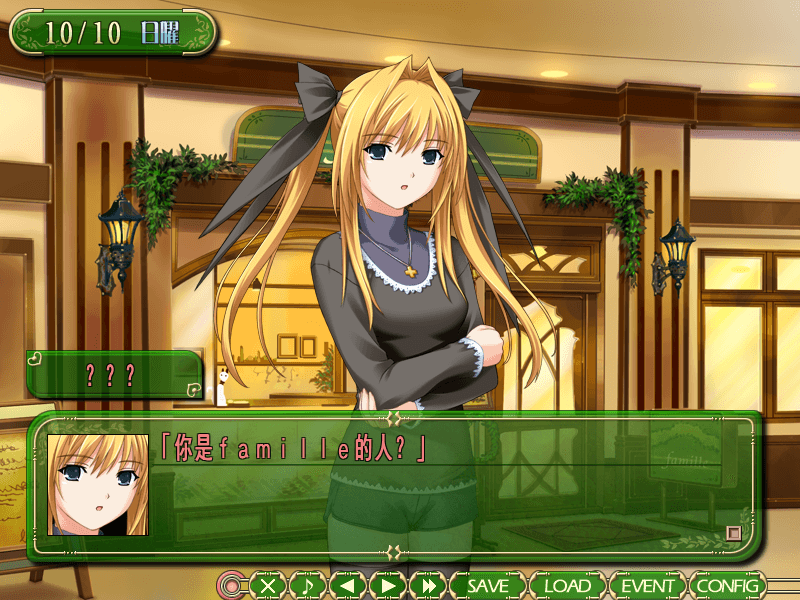 10/10 日曜
？？？
「你是ｆａｍｉｌｌｅ的人？」
famille
SAVE LOAD EVENT CONFIG